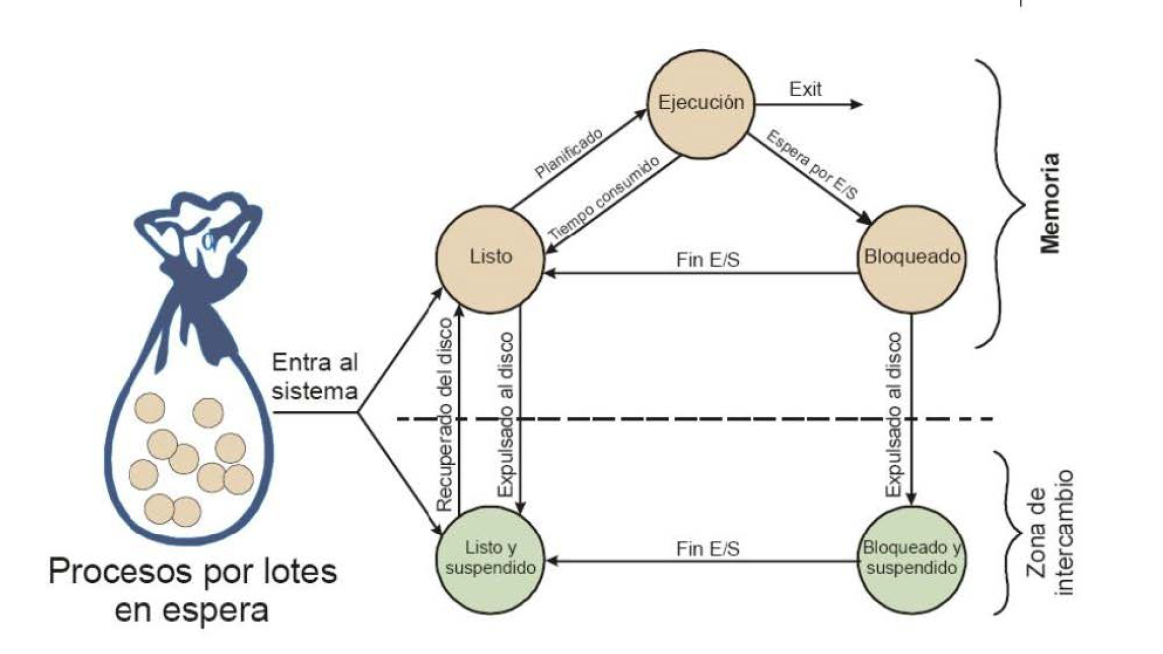 Ejecución
Exit
Planificado
Tiempo consumido
Espera por E/S
Memoria
Listo
Fin E/S
Bloqueado
Entra al
sistema
Recuperado del disco
Expulsado al disco
Expulsado al disco
Listo y
suspendido
Fin E/S
Bloqueado y
suspendido
Zona de
intercambio
Procesos por lotes
en espera